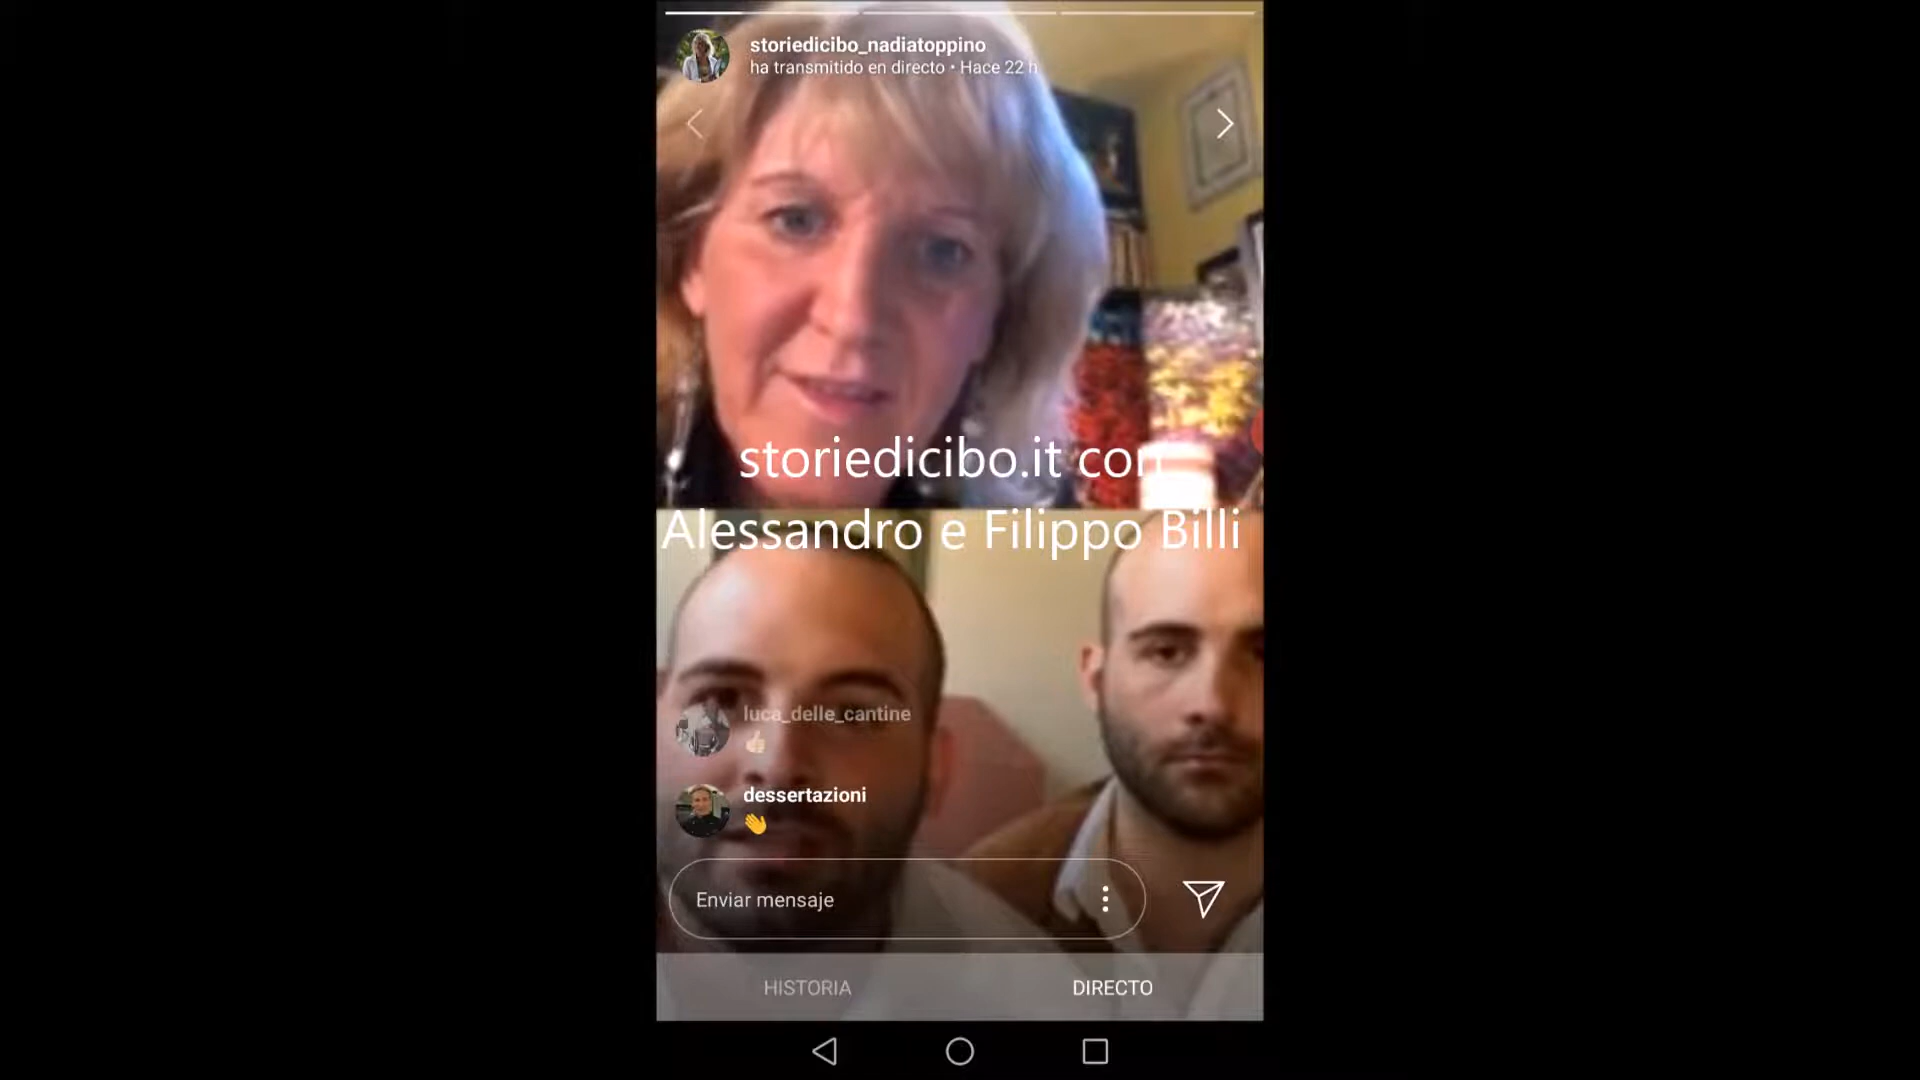 storiedicibo_nadiatoppino
ha transmitido en directo • Hace 22 h
storiedicibo.it con
Alessandro e Filippo Billi
luca_delle_cantine
👍🏻
dessertazioni
👏
Enviar mensaje
HISTORIA
DIRECTO